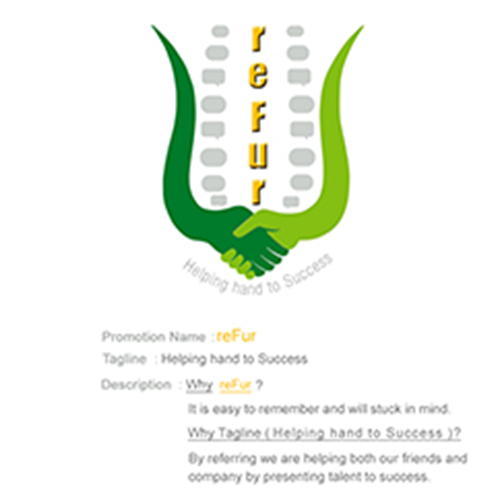 reFur
Helping hand to Success
Promotion Name : reFur
Tagline : Helping hand to Success
Description : Why reFur ?
It is easy to remember and will stuck in mind.
Why Tagline ( Helping hand to Success )?
By referring we are helping both our friends and
company by presenting talent to success.